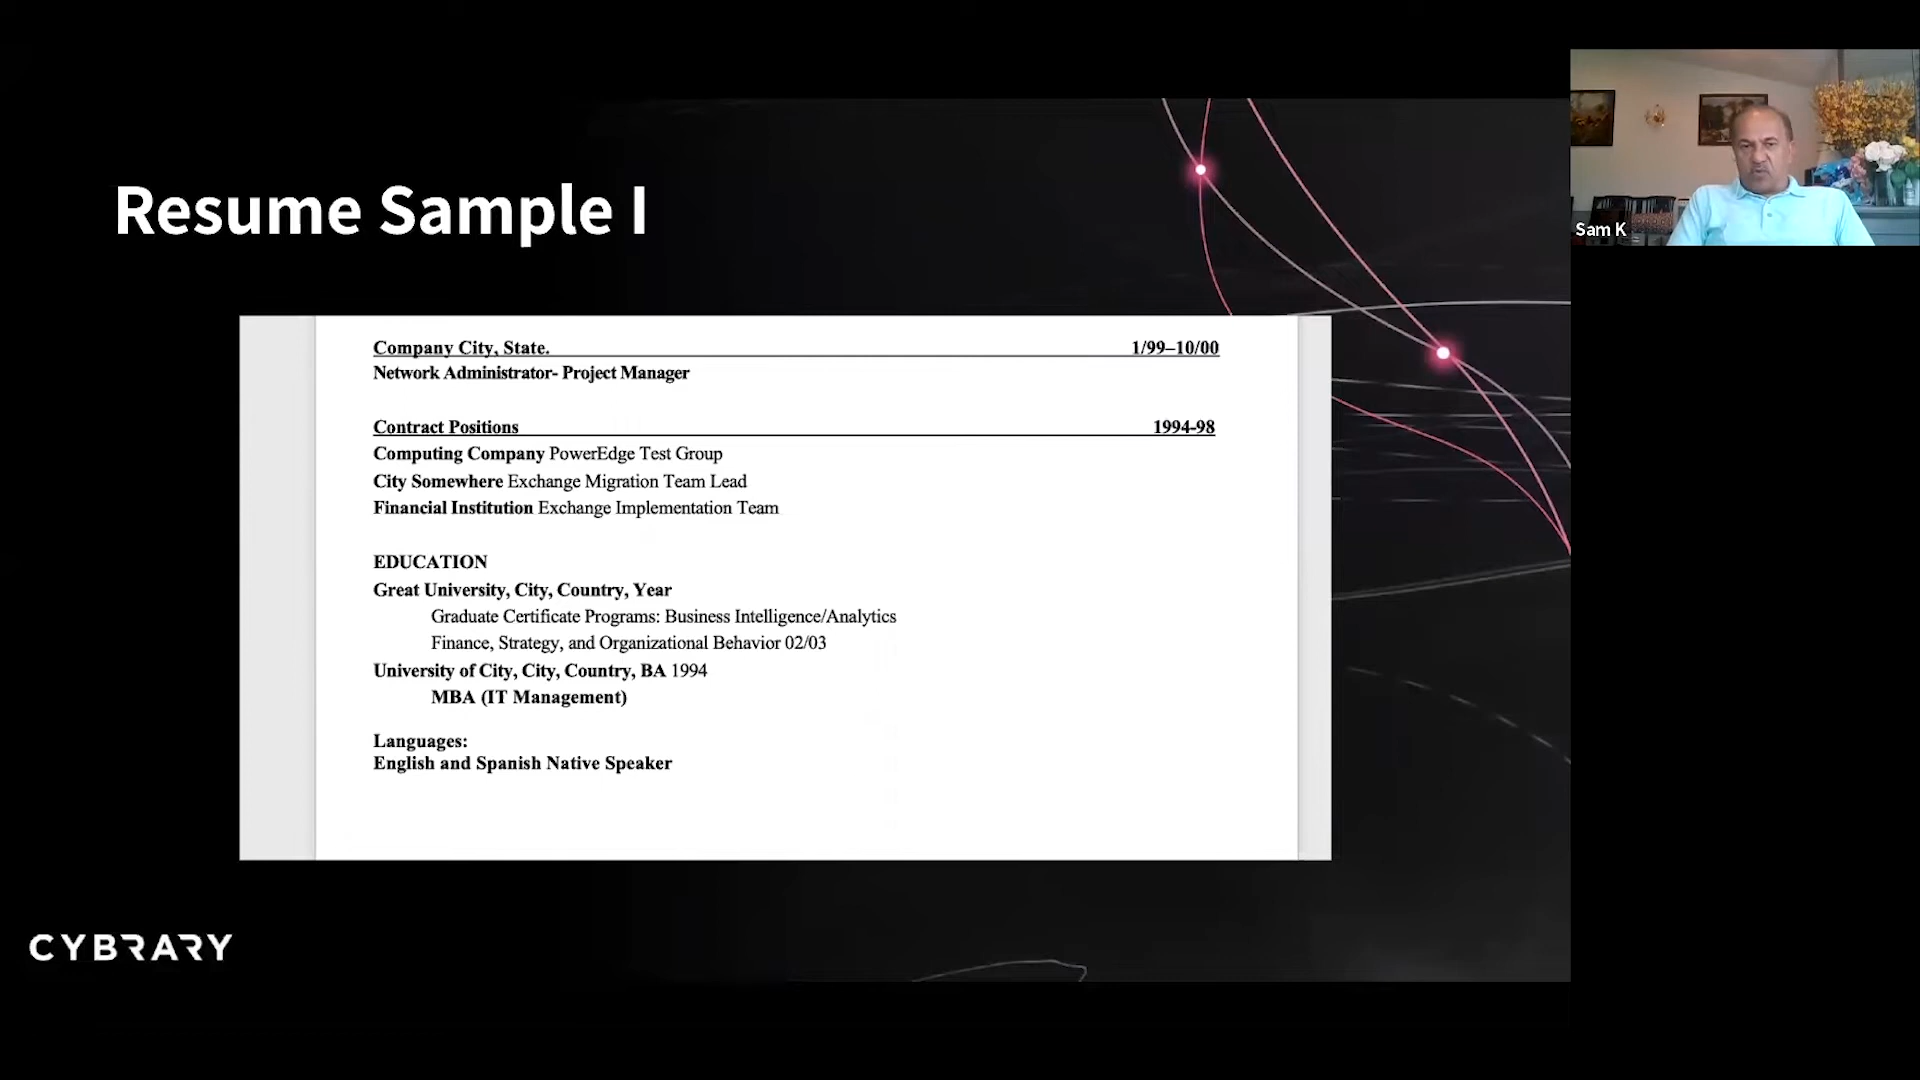 Resume Sample I
Sam K
Company City, State. 1/99–10/00
Network Administrator- Project Manager
Contract Positions 1994-98
Computing Company PowerEdge Test Group
City Somewhere Exchange Migration Team Lead
Financial Institution Exchange Implementation Team
EDUCATION
Great University, City, Country, Year
Graduate Certificate Programs: Business Intelligence/Analytics
Finance, Strategy, and Organizational Behavior 02/03
University of City, City, Country, BA 1994
MBA (IT Management)
Languages:
English and Spanish Native Speaker
CYBRARY